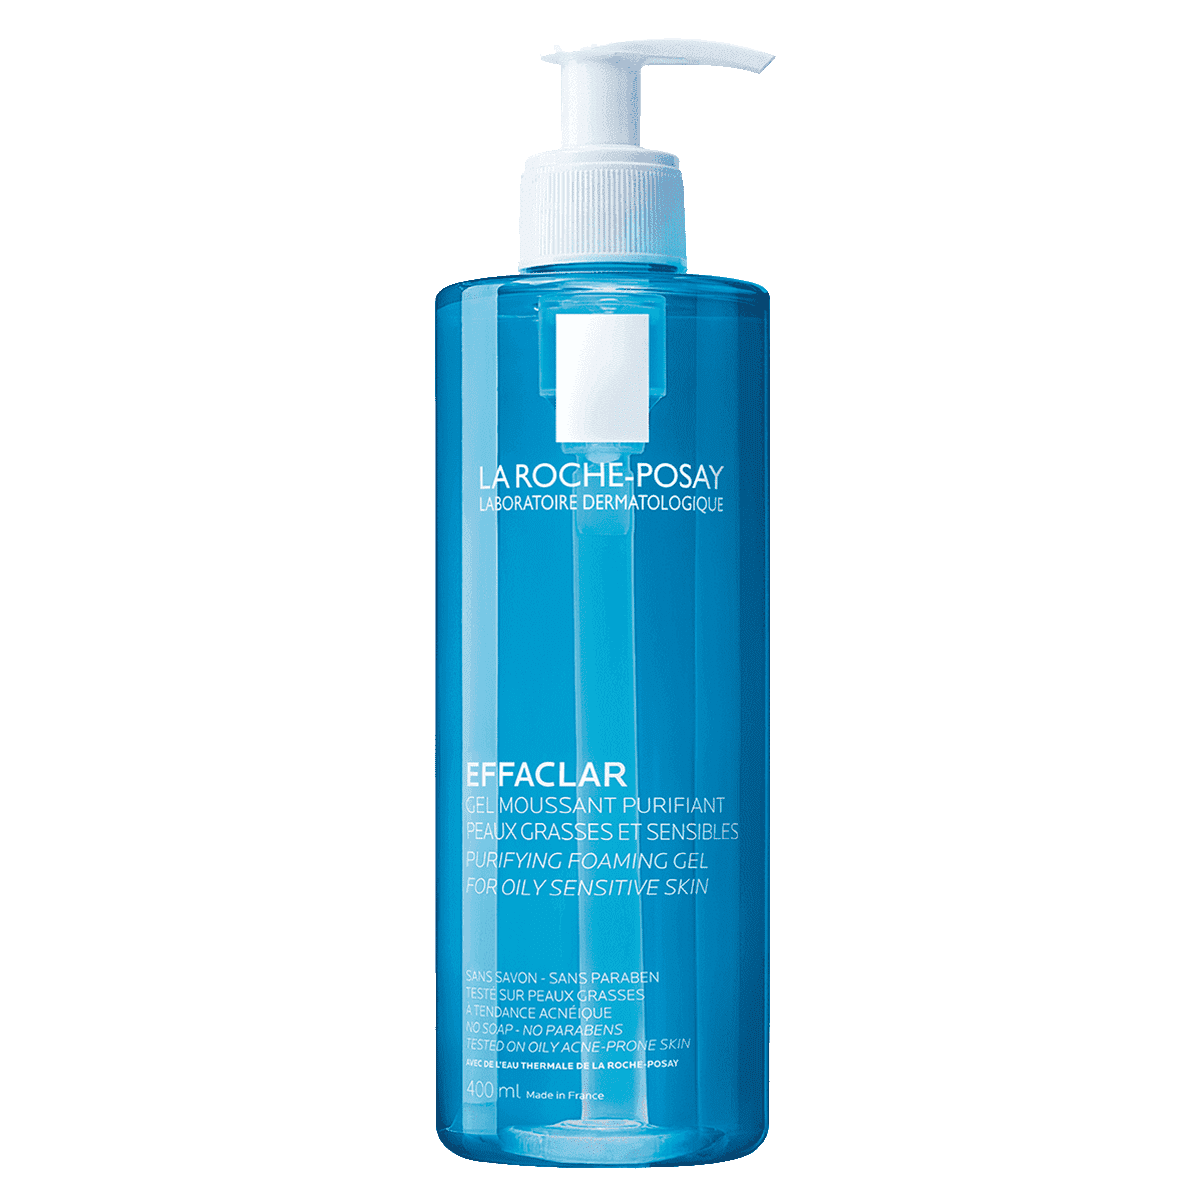 LA ROCHE-POSAY
LABORATOIRE DERMATOLOGIQUE
EFFACLAR
GEL MOUSSANT PURIFIANT
PEAUX GRASSES ET SENSIBLES
PURIFYING FOAMING GEL
FOR OILY SENSITIVE SKIN
SANS SAVON - SANS PARABEN
TESTÉ SUR PEAUX GRASSES
A TENDANCE ACNÉIQUE
NO SOAP - NO PARABENS
TESTED ON OILY ACNE-PRONE SKIN
AVEC DE L'EAU THERMALE DE LA ROCHE-POSAY
400 ml Made in France